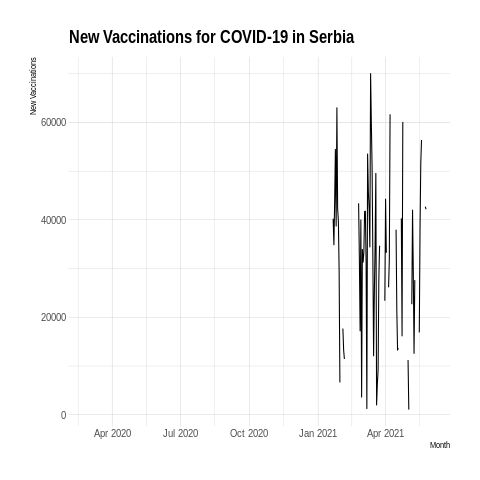 New Vaccinations for COVID-19 in Serbia
New Vaccinations
60000
40000
20000
0
Apr 2020 Jul 2020 Oct 2020 Jan 2021 Apr 2021
Month